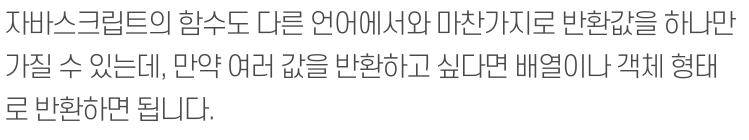 자바스크립트의 함수도 다른 언어에서와 마찬가지로 반환값을 하나만
가질 수 있는데, 만약 여러 값을 반환하고 싶다면 배열이나 객체 형태
로 반환하면 됩니다.